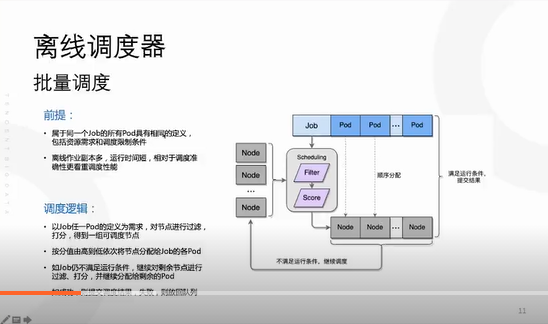 离线调度器
批量调度
前提：
• 属于同一个Job的所有Pod具有相同的定义，
包括资源需求和调度限制条件
• 离线作业副本多，运行时间短，相对于调度准
确性更看重调度性能
调度逻辑：
• 以Job任一Pod的定义为需求，对节点进行过滤，
打分，得到一组可调度节点
• 按分值由高到低依次将节点分配给Job的各Pod
• 如Job仍不满足运行条件，继续对剩余节点进行
过滤、打分，并继续分配给剩余的Pod
Job
Pod
Pod
...
Pod
Node
Node
...
Node
Scheduling
Filter
Score
顺序分配
满足运行条件、
提交结果
Node
Node
...
Node
不满足运行条件、继续调度
11